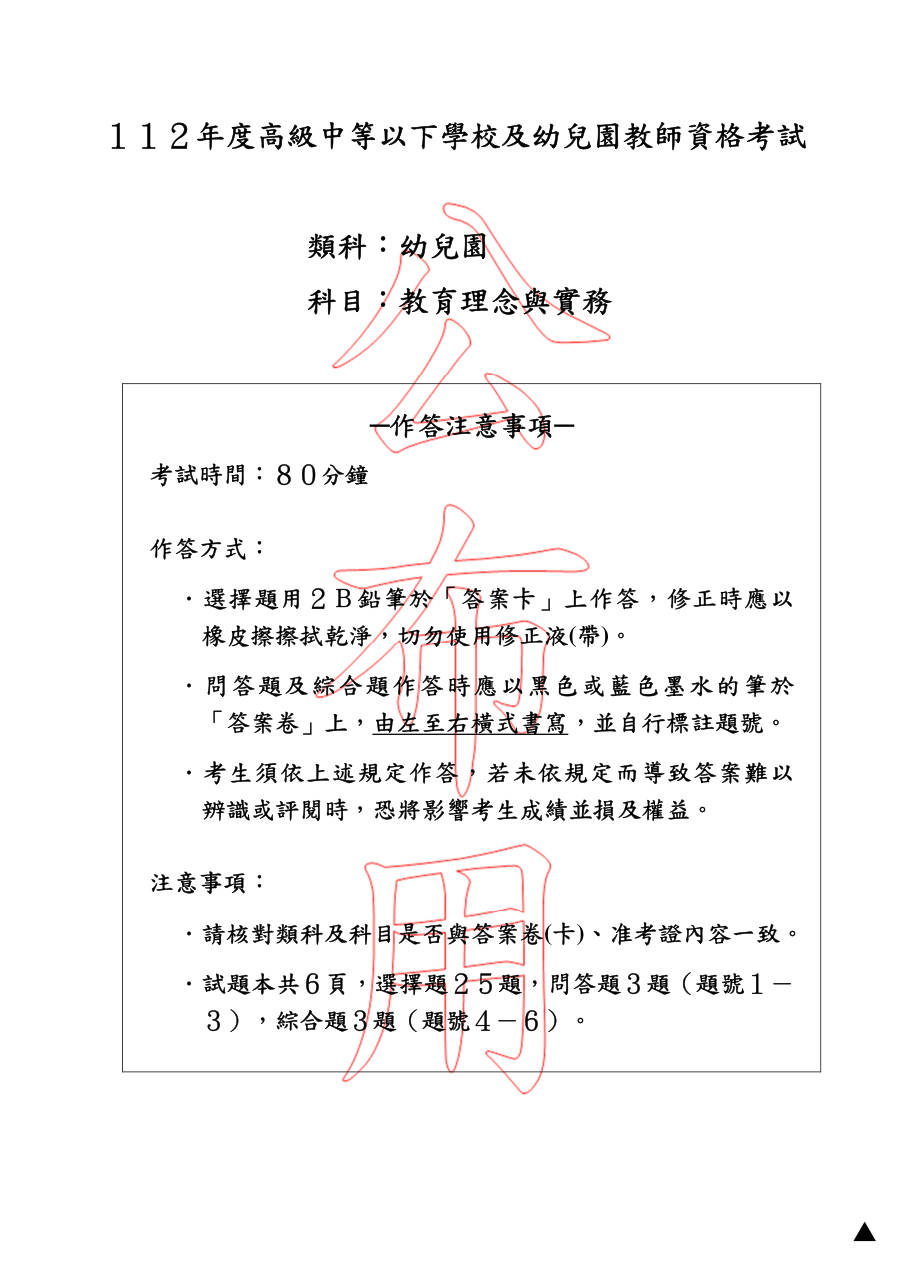 １１２年度高級中等以下學校及幼兒園教師資格考試
類科：幼兒園
科目：教育理念與實務
─作答注意事項─
考試時間：８０分鐘
作答方式：
．選擇題用２Ｂ鉛筆於「答案卡」上作答，修正時應以
橡皮擦擦拭乾淨，切勿使用修正液(帶)。
．問答題及綜合題作答時應以黑色或藍色墨水的筆於
「答案卷」上，由左至右橫式書寫，並自行標註題號。
．考生須依上述規定作答，若未依規定而導致答案難以
辨識或評閱時，恐將影響考生成績並損及權益。
注意事項：
．請核對類科及科目是否與答案卷(卡)、准考證內容一致。
．試題本共６頁，選擇題２５題，問答題３題（題號１－
３），綜合題３題（題號４－６）。
公布用